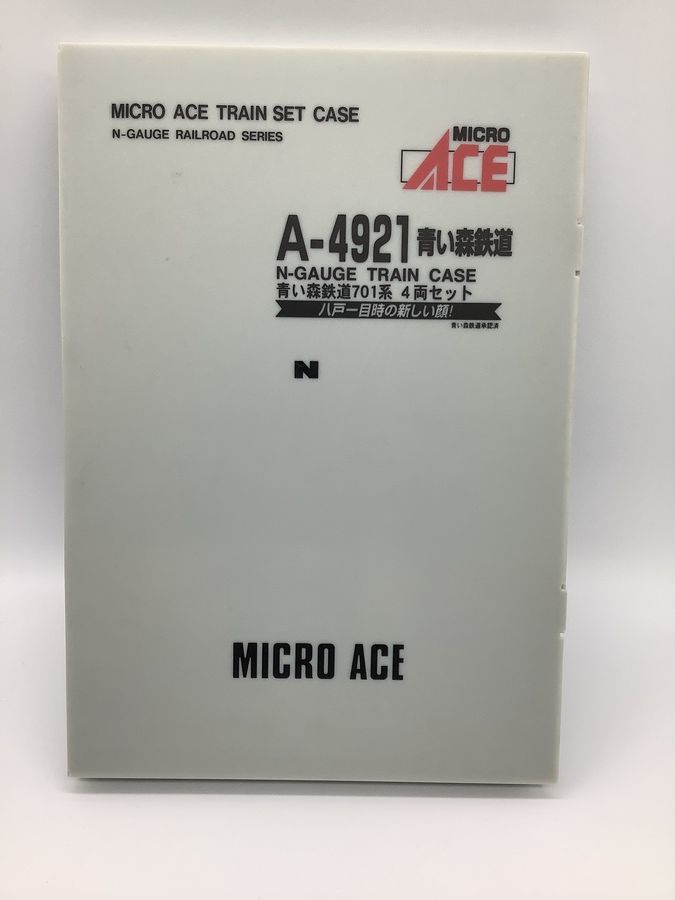 MICRO ACE TRAIN SET CASE
N-GAUGE RAILROAD SERIES
MICRO
ACE
A-4921 青い森鉄道
N-GAUGE TRAIN CASE
青い森鉄道701系 4両セット
八戸ー目時の新しい顔!
青い森鉄道承認済
N
MICRO ACE